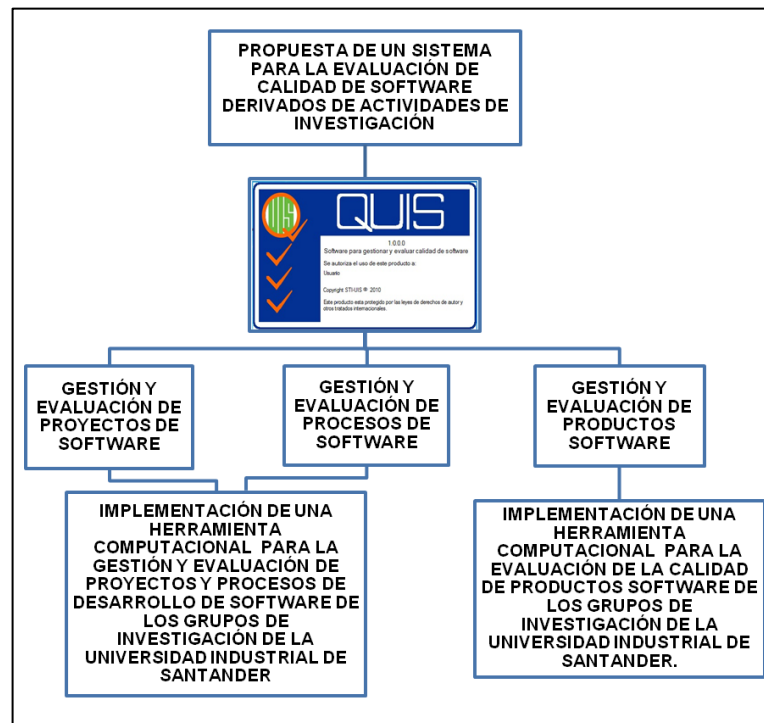 PROPUESTA DE UN SISTEMA
PARA LA EVALUACIÓN DE
CALIDAD DE SOFTWARE
DERIVADOS DE ACTIVIDADES DE
INVESTIGACIÓN
UIS
QUIS
1.0.0.0
Software para gestionar y evaluar calidad de software
Se autoriza el uso de este producto a:
Usuario
Copyright STI-UIS ® 2010
Este producto esta protegido por las leyes de derechos de autor y
otros tratados internacionales.
GESTIÓN Y
EVALUACIÓN DE
PROYECTOS DE
SOFTWARE
GESTIÓN Y
EVALUACIÓN DE
PROCESOS DE
SOFTWARE
GESTIÓN Y
EVALUACIÓN DE
PRODUCTOS
SOFTWARE
IMPLEMENTACIÓN DE UNA
HERRAMIENTA
COMPUTACIONAL PARA LA
GESTIÓN Y EVALUACIÓN DE
PROYECTOS Y PROCESOS DE
DESARROLLO DE SOFTWARE DE
LOS GRUPOS DE
INVESTIGACIÓN DE LA
UNIVERSIDAD INDUSTRIAL DE
SANTANDER
IMPLEMENTACIÓN DE UNA
HERRAMIENTA
COMPUTACIONAL PARA LA
EVALUACIÓN DE LA CALIDAD
DE PRODUCTOS SOFTWARE DE
LOS GRUPOS DE
INVESTIGACIÓN DE LA
UNIVERSIDAD INDUSTRIAL DE
SANTANDER.